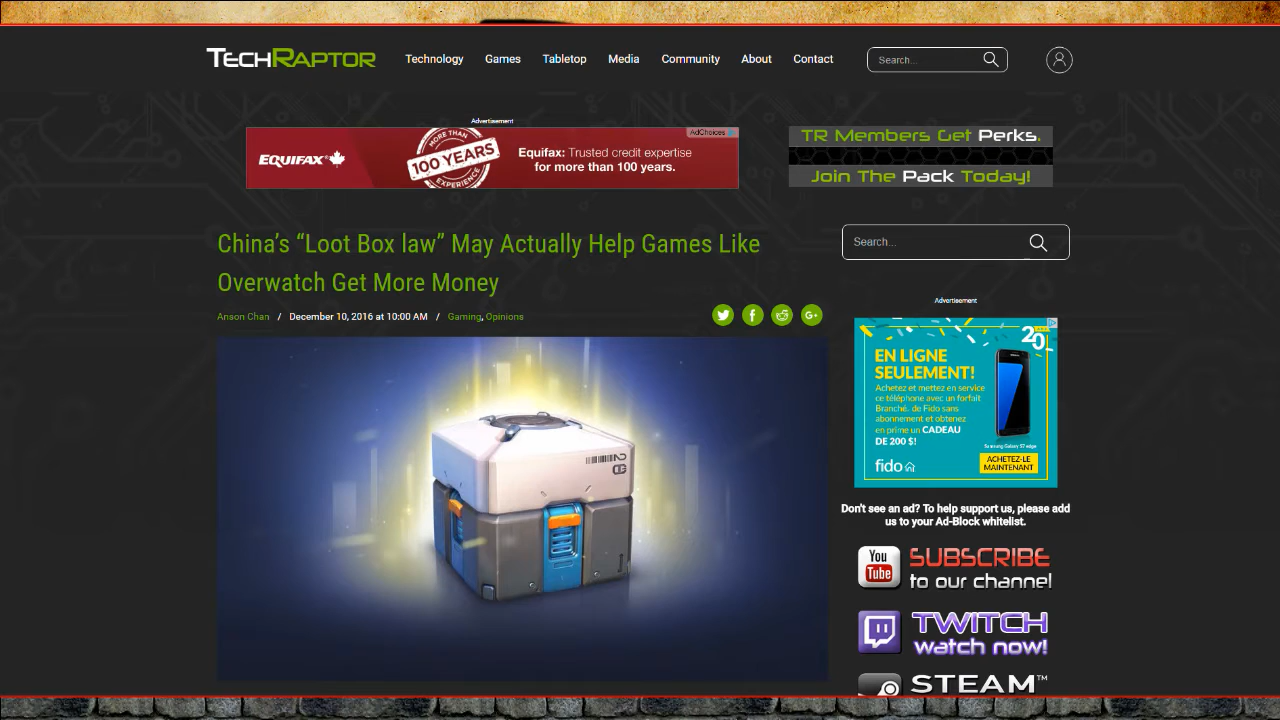 TECHRAPTOR
Technology Games Tabletop Media Community About Contact
Search...
Advertisement
AdChoices
EQUIFAX
MORE THAN
100 YEARS
EXPERIENCE
Equifax: Trusted credit expertise
for more than 100 years.
TR Members Get Perks.
Join The Pack Today!
China's “Loot Box law” May Actually Help Games Like
Overwatch Get More Money
Anson Chan / December 10, 2016 at 10:00 AM / Gaming, Opinions
G+
Search...
Advertisement
20
ANS
EN LIGNE
SEULEMENT!
Achetez et mettez en service
ce téléphone avec un forfait
Branché. de Fido sans
abonnement et obtenez
en prime un CADEAU
DE 200 $!
Samsung Galaxy S7 edge
fido
ACHETEZ-LE
MAINTENANT
Don't see an ad? To help support us, please add
us to your Ad-Block whitelist.
You
Tube
SUBSCRIBE
to our channel
TWITCH
watch now!
STEAM™